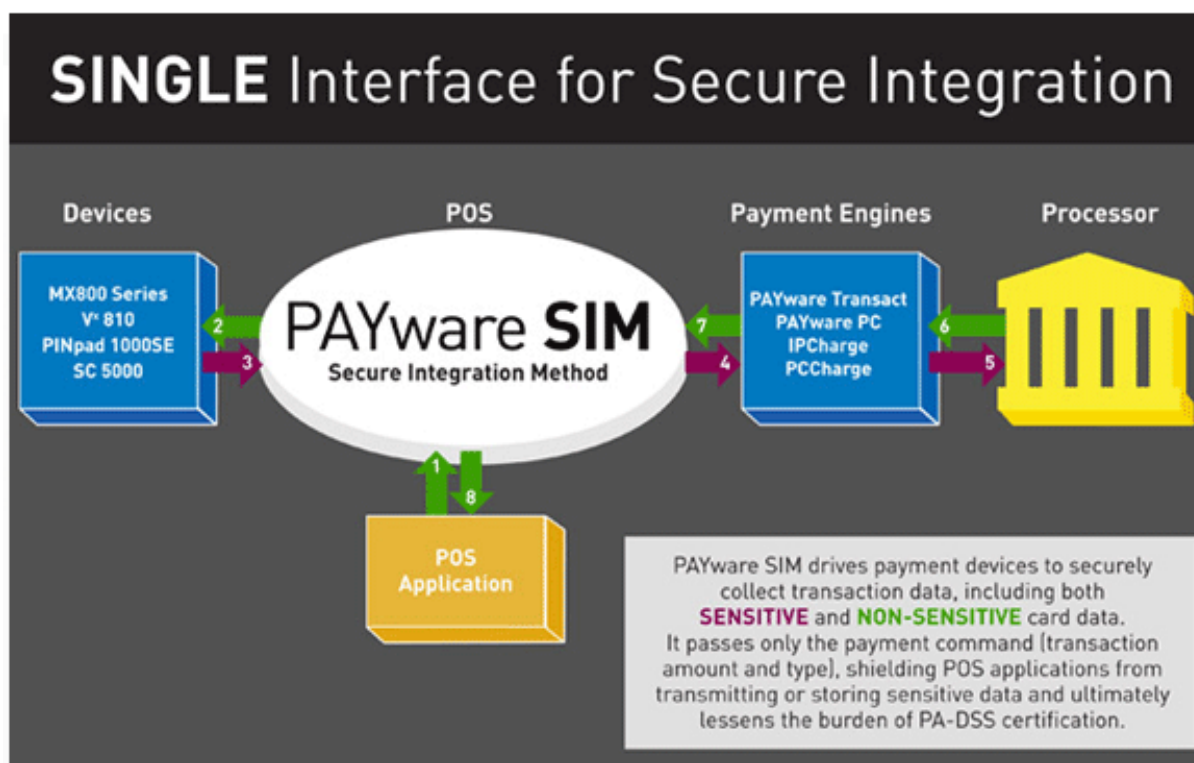 SINGLE Interface for Secure Integration
Devices
POS
Payment Engines
Processor
MX800 Series
Vx 810
PINpad 1000SE
SC 5000
2
3
PAYware SIM
Secure Integration Method
7
4
PAYware Transact
PAYware PC
IPCharge
PCCharge
6
5
1
8
POS
Application
PAYware SIM drives payment devices to securely
collect transaction data, including both
SENSITIVE and NON-SENSITIVE card data.
It passes only the payment command (transaction
amount and type), shielding POS applications from
transmitting or storing sensitive data and ultimately
lessens the burden of PA-DSS certification.